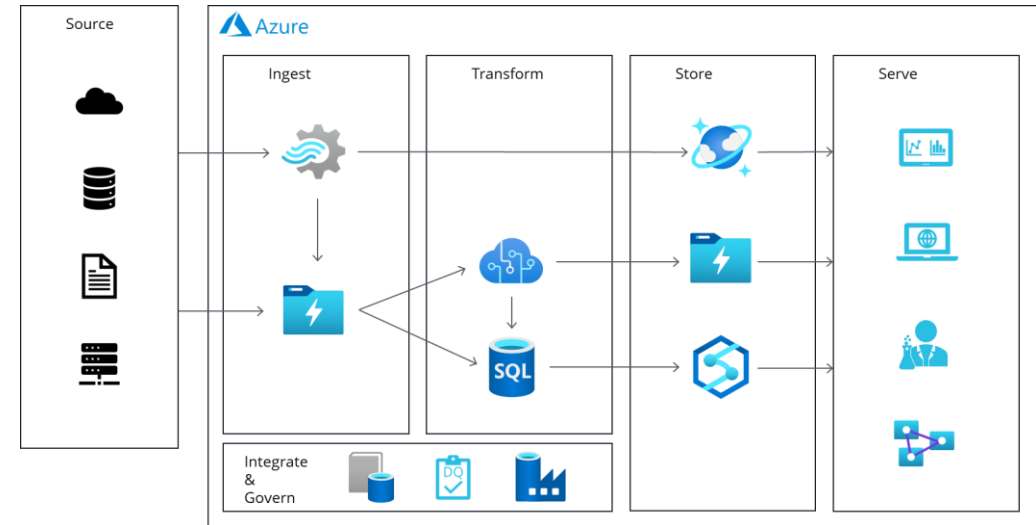 Source
Azure
Ingest
Transform
Store
Serve
SQL
Integrate
&
Govern
DQ